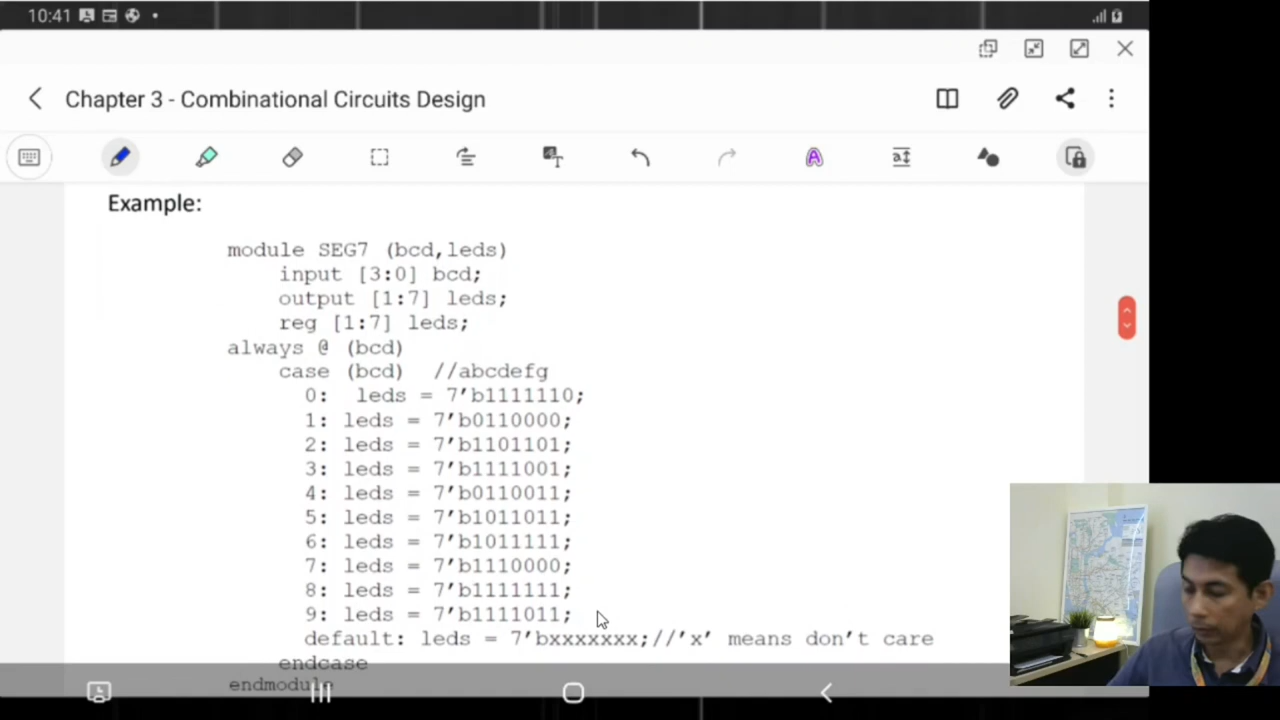 10:41
Chapter 3 - Combinational Circuits Design
Example:
module SEG7 (bcd,leds)
input [3:0] bcd;
output [1:7] leds;
reg [1:7] leds;
always @ (bcd)
case (bcd) //abcdefg
0: leds = 7’b1111110;
1: leds = 7’b0110000;
2: leds = 7’b1101101;
3: leds = 7’b1111001;
4: leds = 7’b0110011;
5: leds = 7’b1011011;
6: leds = 7’b1011111;
7: leds = 7’b1110000;
8: leds = 7’b1111111;
9: leds = 7’b1111011;
default: leds = 7’bxxxxxxx;//’x’ means don’t care
endcase
endmodule